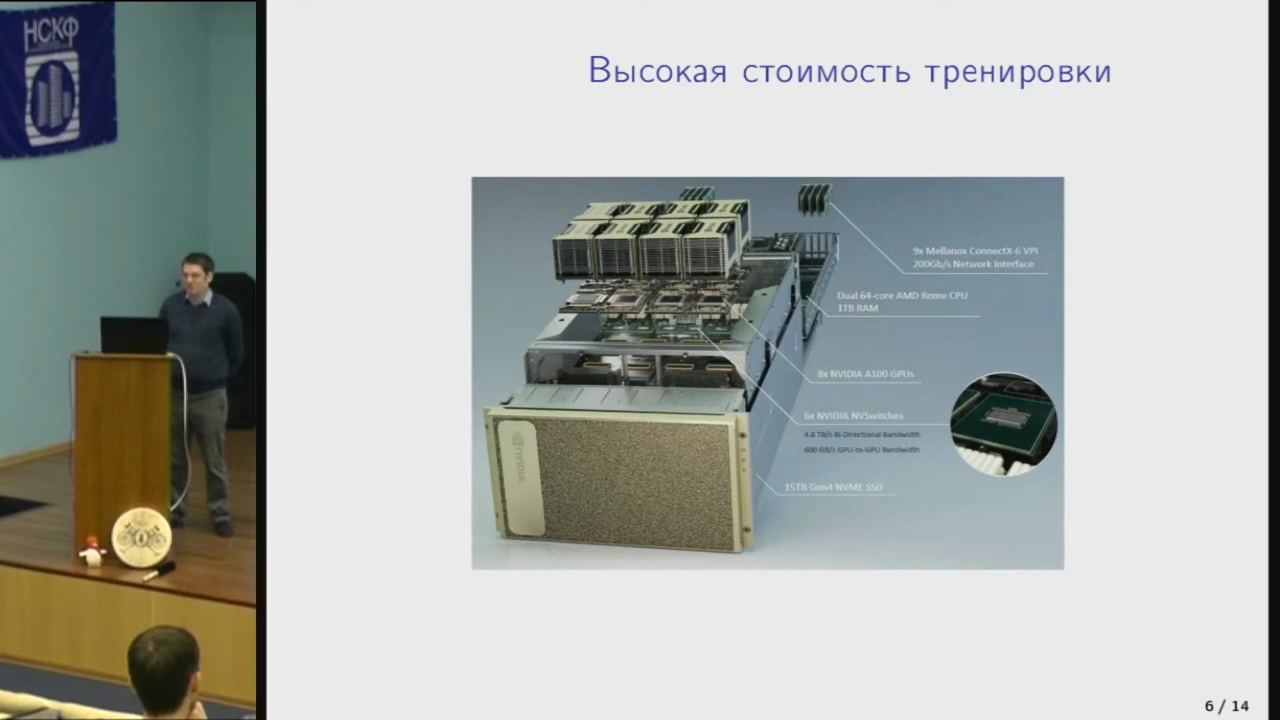 НСКФ
Высокая стоимость тренировки
9x Mellanox ConnectX-6 VPI
200Gb/s Network Interface
Dual 64-core AMD Rome CPU
1TB RAM
8x NVIDIA A100 GPUs
6x NVIDIA NVSwitches
4.8 TB/s Bi-Directional Bandwidth
600 GB/s GPU-to-GPU Bandwidth
15TB Gen4 NVME SSD
NVIDIA
6 / 14